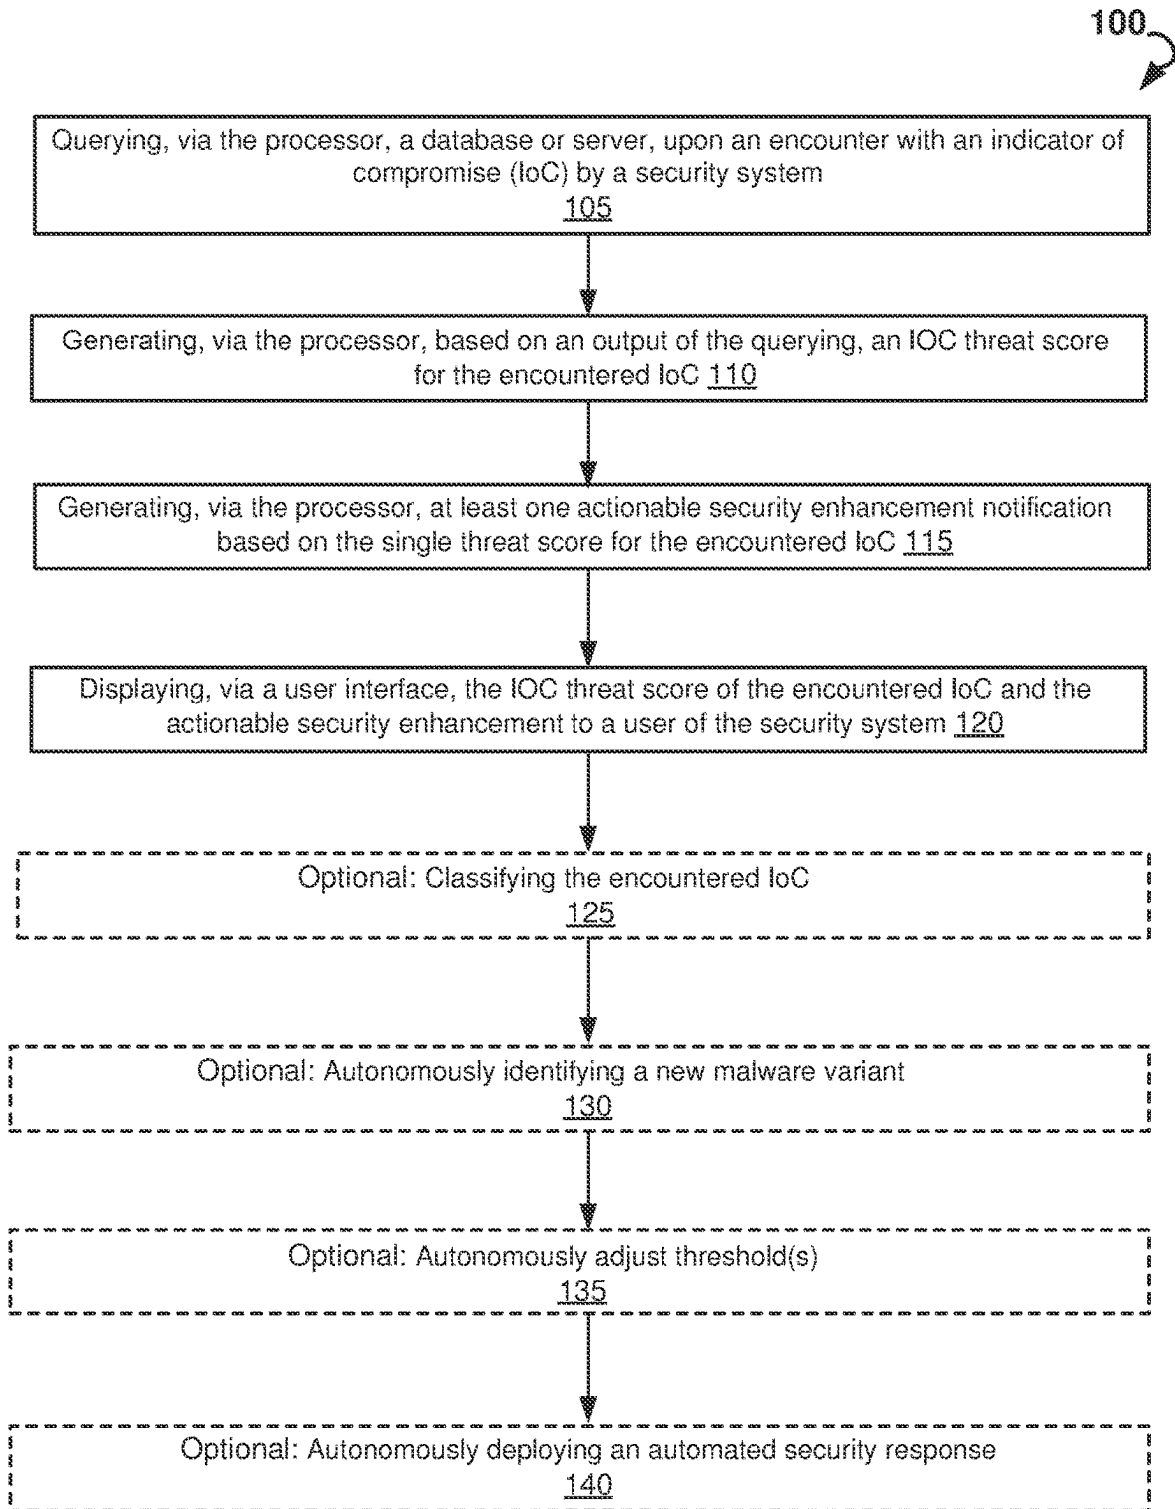 100
Querying, via the processor, a database or server, upon an encounter with an indicator of
compromise (IoC) by a security system
105
Generating, via the processor, based on an output of the querying, an IOC threat score
for the encountered IoC 110
Generating, via the processor, at least one actionable security enhancement notification
based on the single threat score for the encountered IoC 115
Displaying, via a user interface, the IOC threat score of the encountered IoC and the
actionable security enhancement to a user of the security system 120
Optional: Classifying the encountered IoC
125
Optional: Autonomously identifying a new malware variant
130
Optional: Autonomously adjust threshold(s)
135
Optional: Autonomously deploying an automated security response
140